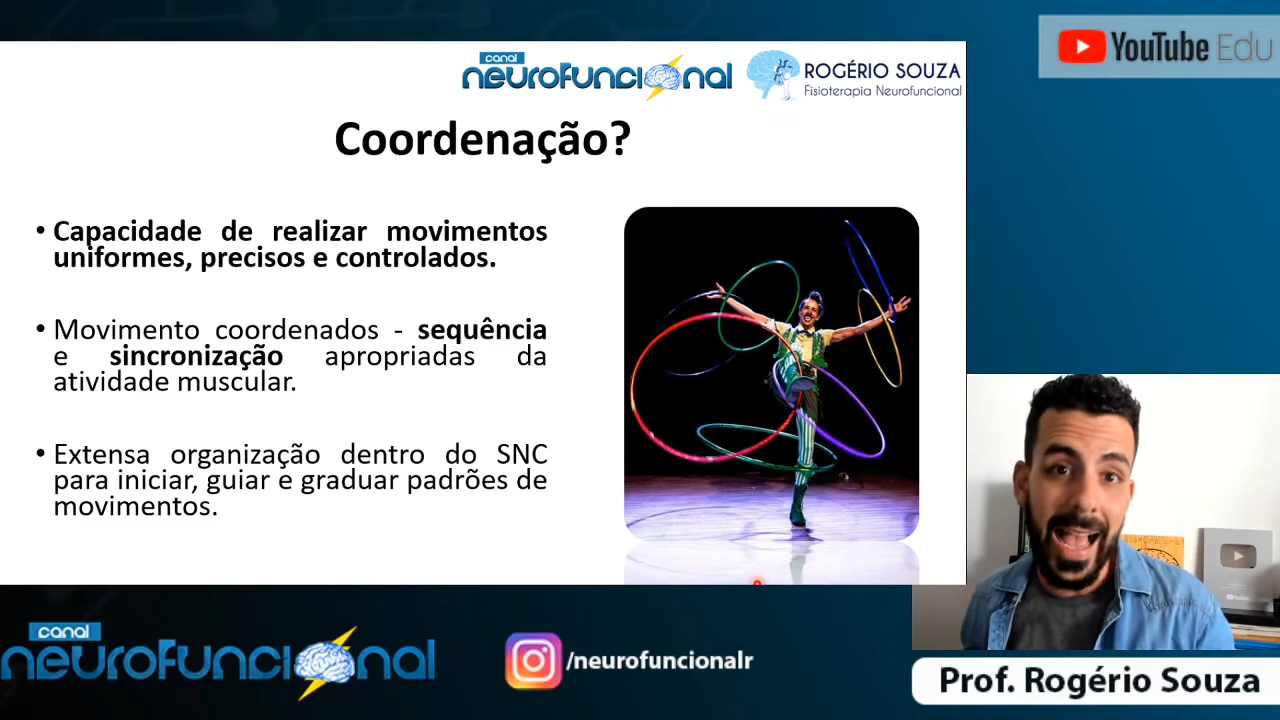 YouTube Edu
canal
neuroFuncional
ROGÉRIO SOUZA
Fisioterapia Neurofuncional
Coordenação?
• Capacidade de realizar movimentos
uniformes, precisos e controlados.
• Movimento coordenados - sequência
e sincronização apropriadas da
atividade muscular.
• Extensa organização dentro do SNC
para iniciar, guiar e graduar padrões de
movimentos.
canal
neuroFuncional
/neurofuncionalr
Prof. Rogério Souza